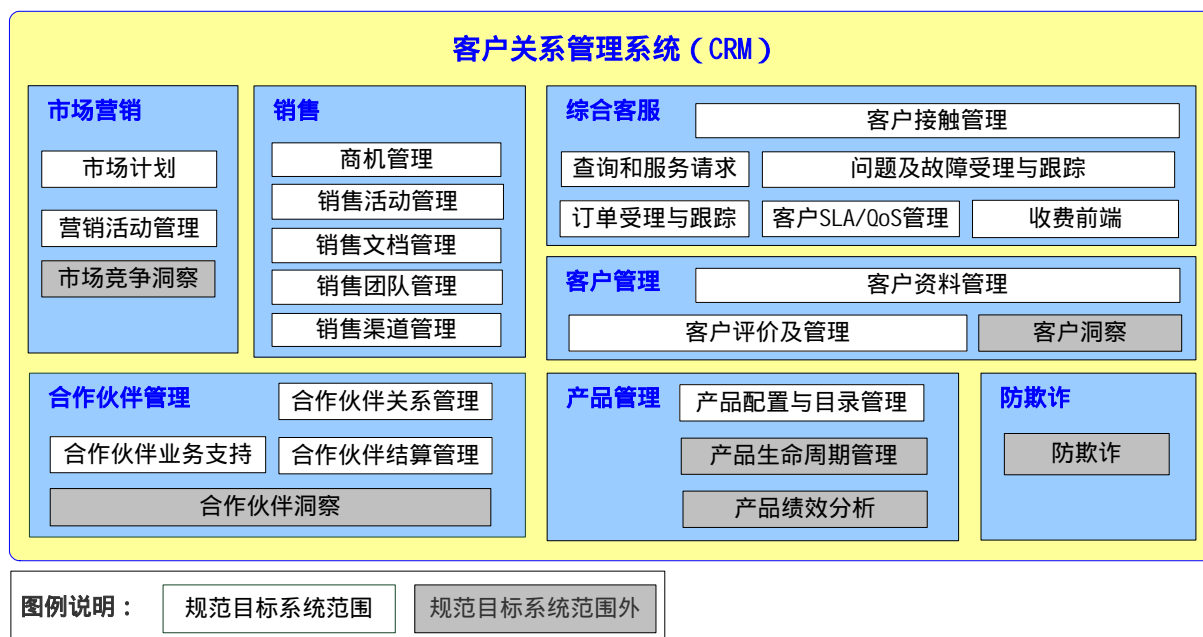 客户关系管理系统（CRM）
市场营销
市场计划
营销活动管理
市场竞争洞察
销售
商机管理
销售活动管理
销售文档管理
销售团队管理
销售渠道管理
综合客服
客户接触管理
查询和服务请求
问题及故障受理与跟踪
订单受理与跟踪
客户SLA/QoS管理
收费前端
客户管理
客户资料管理
客户评价及管理
客户洞察
合作伙伴管理
合作伙伴关系管理
合作伙伴业务支持
合作伙伴结算管理
合作伙伴洞察
产品管理
产品配置与目录管理
产品生命周期管理
产品绩效分析
防欺诈
防欺诈
图例说明：
规范目标系统范围
规范目标系统范围外